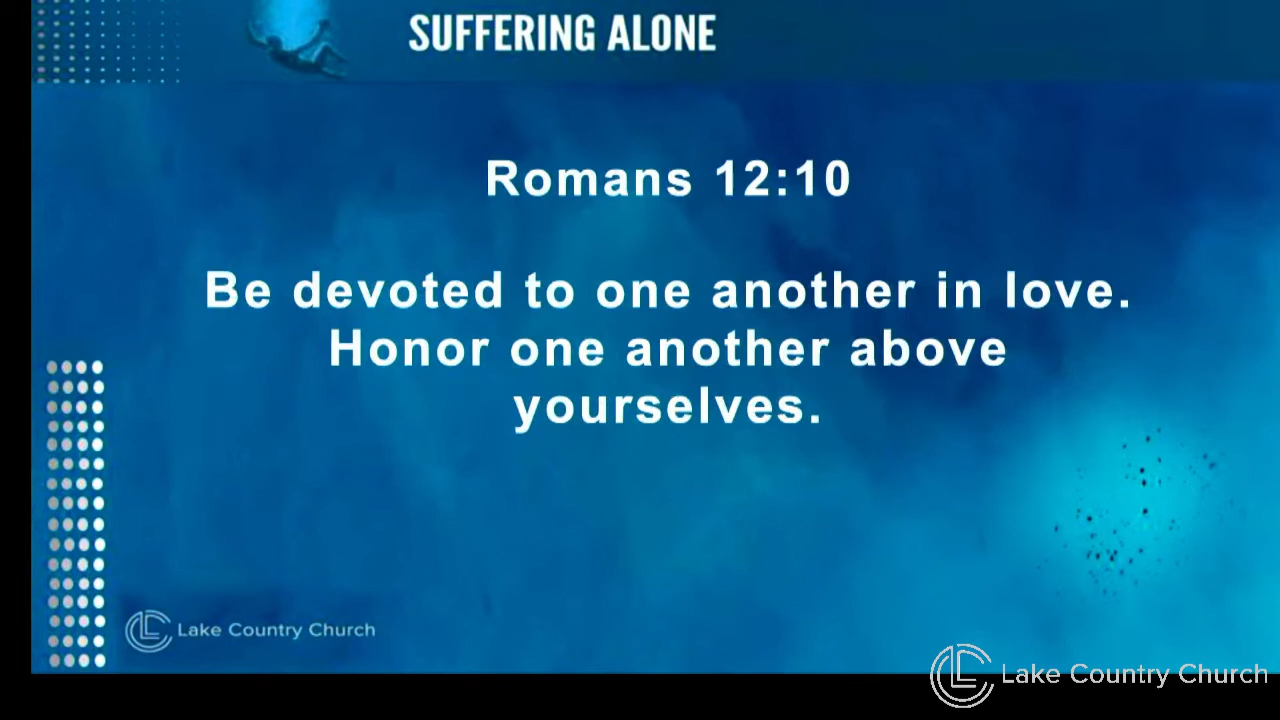 SUFFERING ALONE
Romans 12:10
Be devoted to one another in love.
Honor one another above
yourselves.
Lake Country Church
Lake Country Church